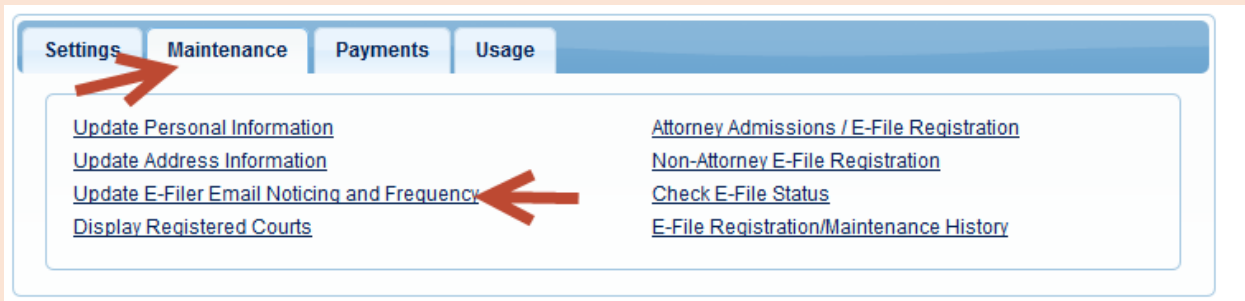 Settings Maintenance Payments Usage
Update Personal Information
Update Address Information
Update E-Filer Email Noticing and Frequency
Display Registered Courts
Attorney Admissions / E-File Registration
Non-Attorney E-File Registration
Check E-File Status
E-File Registration/Maintenance History